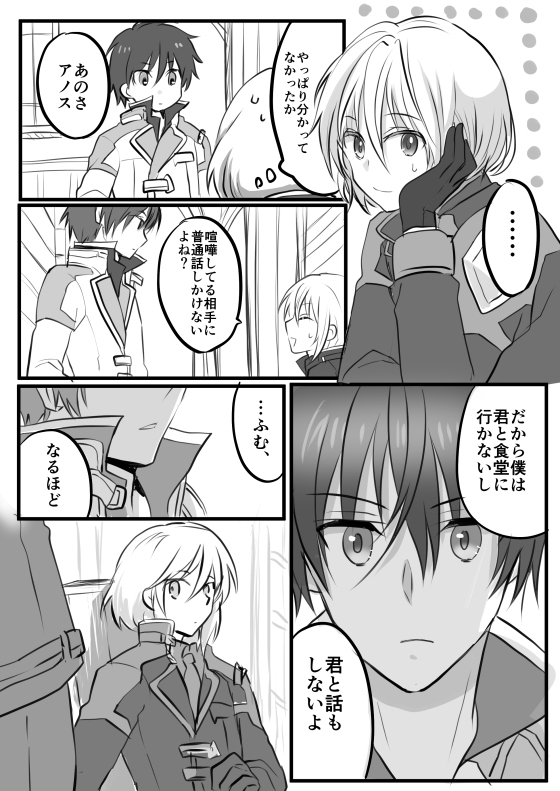 ……
やっぱり分かって
なかったか
あのさ
アノス
喧嘩してる相手に
普通話しかけない
よね？
だから僕は
君と食堂に
行かないし
君と話も
しないよ
…ふむ、
なるほど